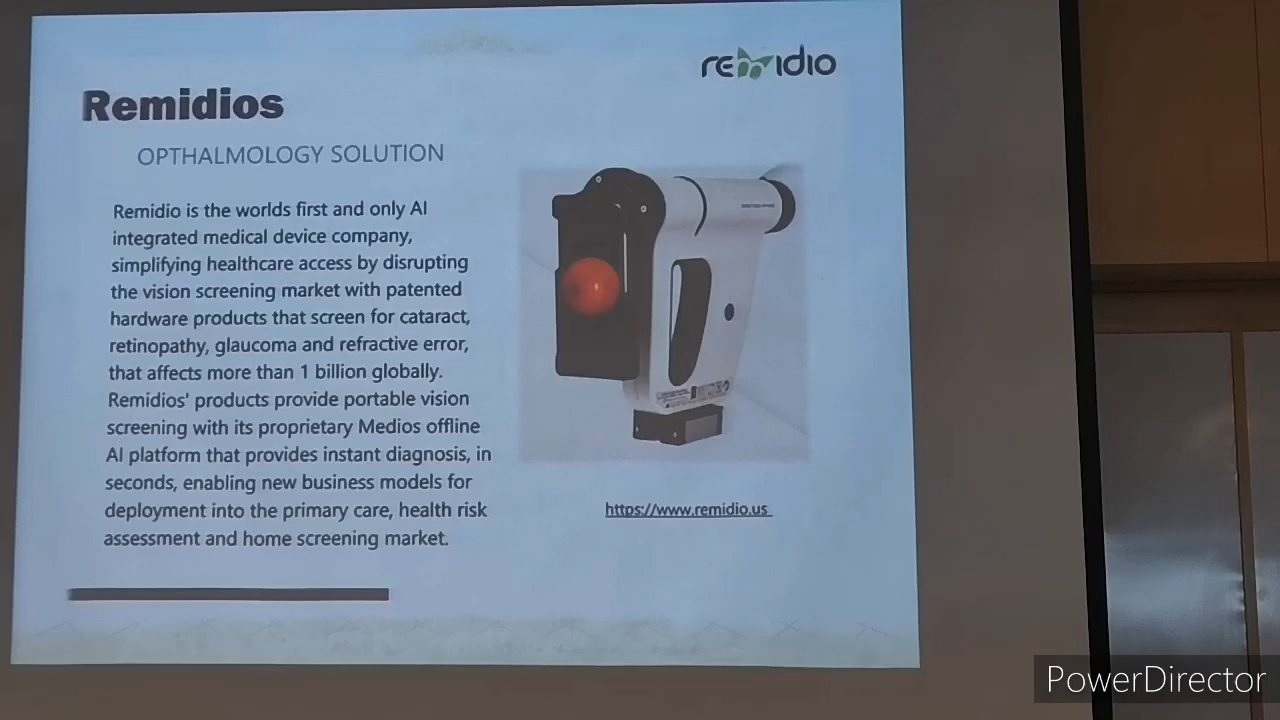 remidio
Remidios
OPTHALMOLOGY SOLUTION
Remidio is the worlds first and only AI
integrated medical device company,
simplifying healthcare access by disrupting
the vision screening market with patented
hardware products that screen for cataract,
retinopathy, glaucoma and refractive error,
that affects more than 1 billion globally.
Remidios' products provide portable vision
screening with its proprietary Medios offline
AI platform that provides instant diagnosis, in
seconds, enabling new business models for
deployment into the primary care, health risk
assessment and home screening market.
https://www.remidio.us
PowerDirector